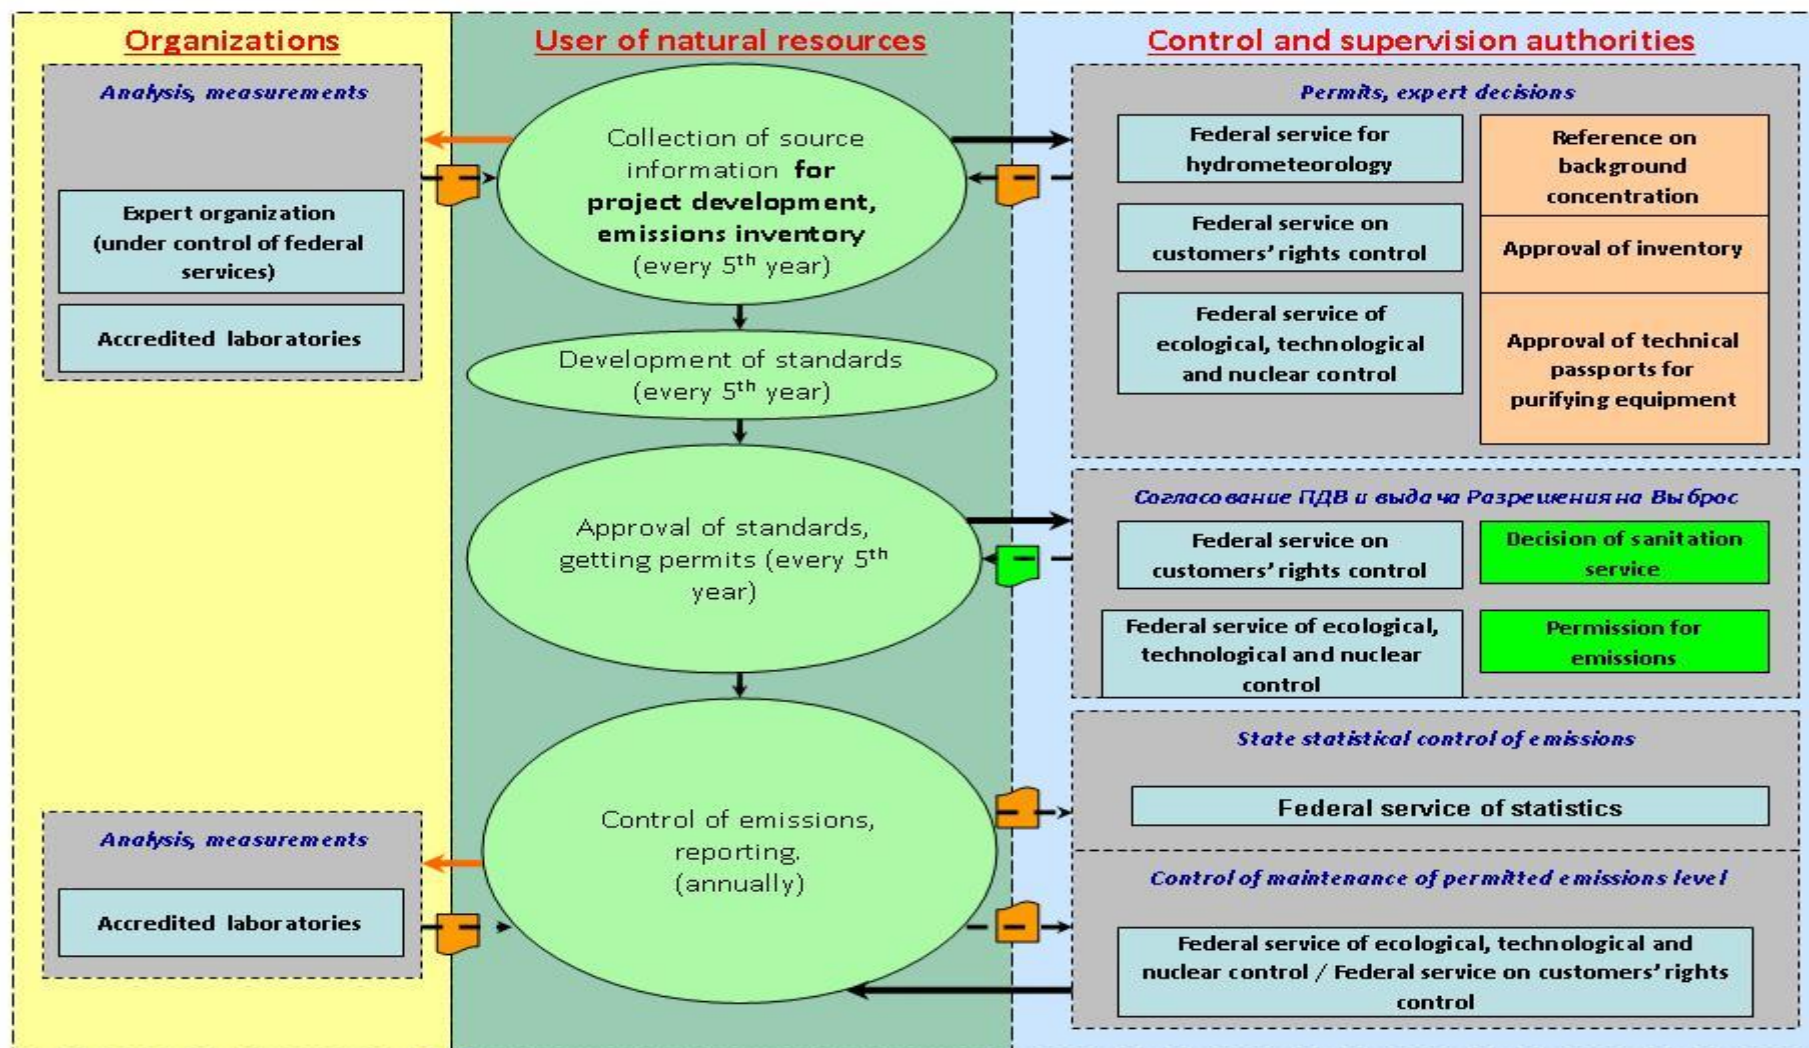 Organizations
Analysis, measurements
Expert organization
(under control of federal
services)
Accredited laboratories
Analysis, measurements
Accredited laboratories
User of natural resources
Collection of source
information for
project development,
emissions inventory
(every 5th year)
Development of standards
(every 5th year)
Approval of standards,
getting permits (every 5th
year)
Control of emissions,
reporting.
(annually)
Control and supervision authorities
Permits, expert decisions
Federal service for
hydrometeorology
Reference on
background
concentration
Federal service on
customers' rights control
Approval of inventory
Federal service of
ecological, technological
and nuclear control
Approval of technical
passports for
purifying equipment
Согласование ПДВ и выдача Разрешения на Выброс
Federal service on
customers' rights control
Decision of sanitation
service
Federal service of ecological,
technological and nuclear
control
Permission for
emissions
State statistical control of emissions
Federal service of statistics
Control of maintenance of permitted emissions level
Federal service of ecological, technological and
nuclear control / Federal service on customers' rights
control